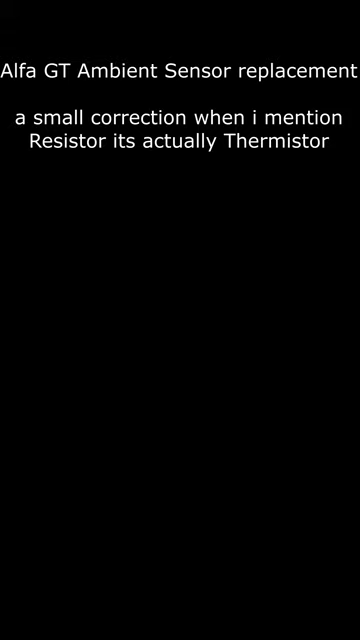 Alfa GT Ambient Sensor replacement
a small correction when i mention
Resistor its actually Thermistor